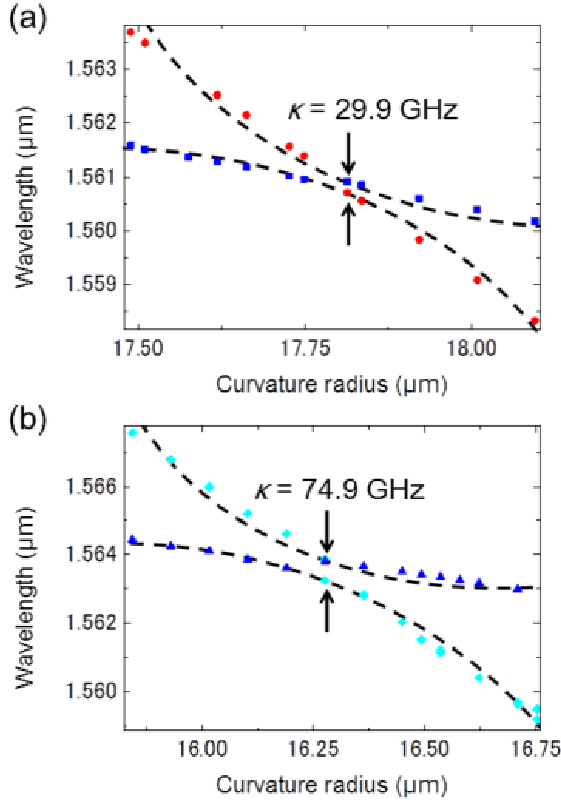 (a)
1.563
1.562
1.561
1.560
1.559
Wavelength (μm)
κ = 29.9 GHz
17.50
17.75
18.00
Curvature radius (μm)
(b)
1.566
1.564
1.562
1.560
Wavelength (μm)
κ = 74.9 GHz
16.00
16.25
16.50
16.75
Curvature radius (μm)